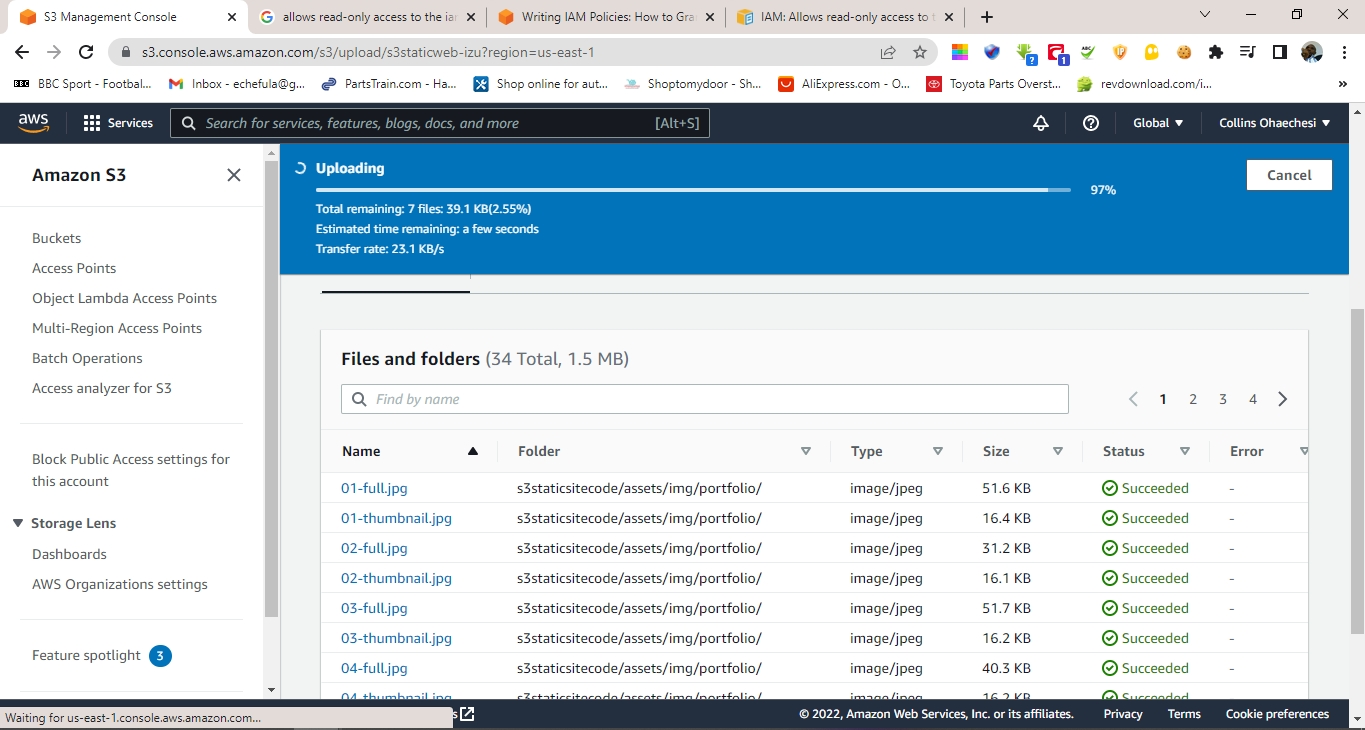 S3 Management Console
allows read-only access to the iar
Writing IAM Policies: How to Gra
IAM: Allows read-only access to t
s3.console.aws.amazon.com/s3/upload/s3staticweb-izu?region=us-east-1
BBC Sport - Football...
Inbox - echefula@g...
PartsTrain.com - Ha...
Shop online for aut...
Shoptomydoor - Sh...
AliExpress.com - O...
Toyota Parts Overst...
revdownload.com/i...
aws
Services
Search for services, features, blogs, docs, and more
[Alt+S]
Global
Collins Ohaechesi
Amazon S3
Buckets
Access Points
Object Lambda Access Points
Multi-Region Access Points
Batch Operations
Access analyzer for S3
Block Public Access settings for
this account
Storage Lens
Dashboards
AWS Organizations settings
Feature spotlight 3
Uploading
97%
Cancel
Total remaining: 7 files: 39.1 KB(2.55%)
Estimated time remaining: a few seconds
Transfer rate: 23.1 KB/s
Files and folders (34 Total, 1.5 MB)
Find by name
1 2 3 4
Name Folder Type Size Status Error
01-full.jpg s3staticsitecode/assets/img/portfolio/ image/jpeg 51.6 KB Succeeded -
01-thumbnail.jpg s3staticsitecode/assets/img/portfolio/ image/jpeg 16.4 KB Succeeded -
02-full.jpg s3staticsitecode/assets/img/portfolio/ image/jpeg 31.2 KB Succeeded -
02-thumbnail.jpg s3staticsitecode/assets/img/portfolio/ image/jpeg 16.1 KB Succeeded -
03-full.jpg s3staticsitecode/assets/img/portfolio/ image/jpeg 51.7 KB Succeeded -
03-thumbnail.jpg s3staticsitecode/assets/img/portfolio/ image/jpeg 16.2 KB Succeeded -
04-full.jpg s3staticsitecode/assets/img/portfolio/ image/jpeg 40.3 KB Succeeded -
04-thumbnail.jpg s3staticsitecode/assets/img/portfolio/ image/jpeg 16.2 KB Succeeded -
Waiting for us-east-1.console.aws.amazon.com...
© 2022, Amazon Web Services, Inc. or its affiliates.
Privacy
Terms
Cookie preferences